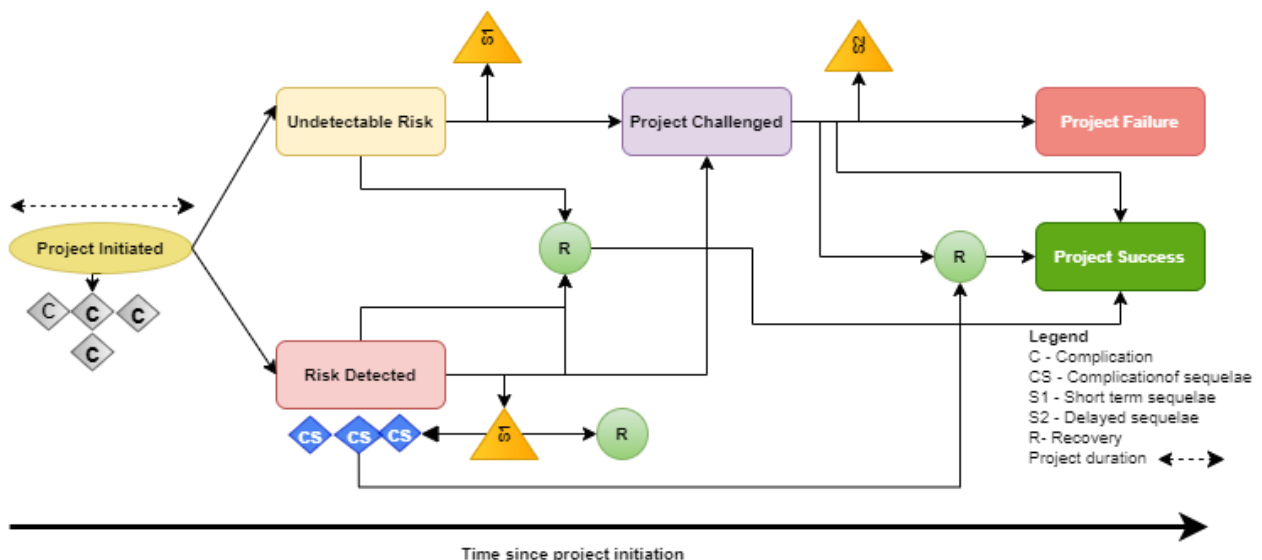 S1
S2
Undetectable Risk
Project Challenged
Project Failure
Project Initiated
R
R
Project Success
C
C
C
C
Risk Detected
CS
CS
CS
S1
R
Legend
C - Complication
CS - Complicationof sequelae
S1 - Short term sequelae
S2 - Delayed sequelae
R- Recovery
Project duration
Time since project initiation